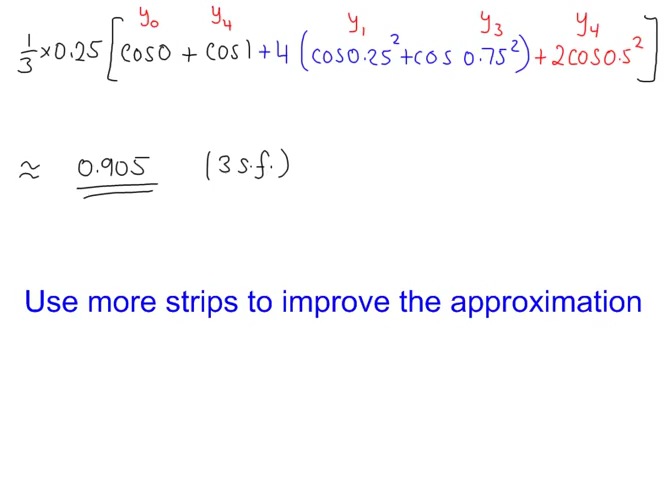 y₀ y₄ y₁ y₃ y₄
1/3 × 0.25 [cos0 + cos1 + 4 (cos0.25² + cos 0.75²) + 2cos0.5²]
≈ 0.905 (3 s.f.)
Use more strips to improve the approximation